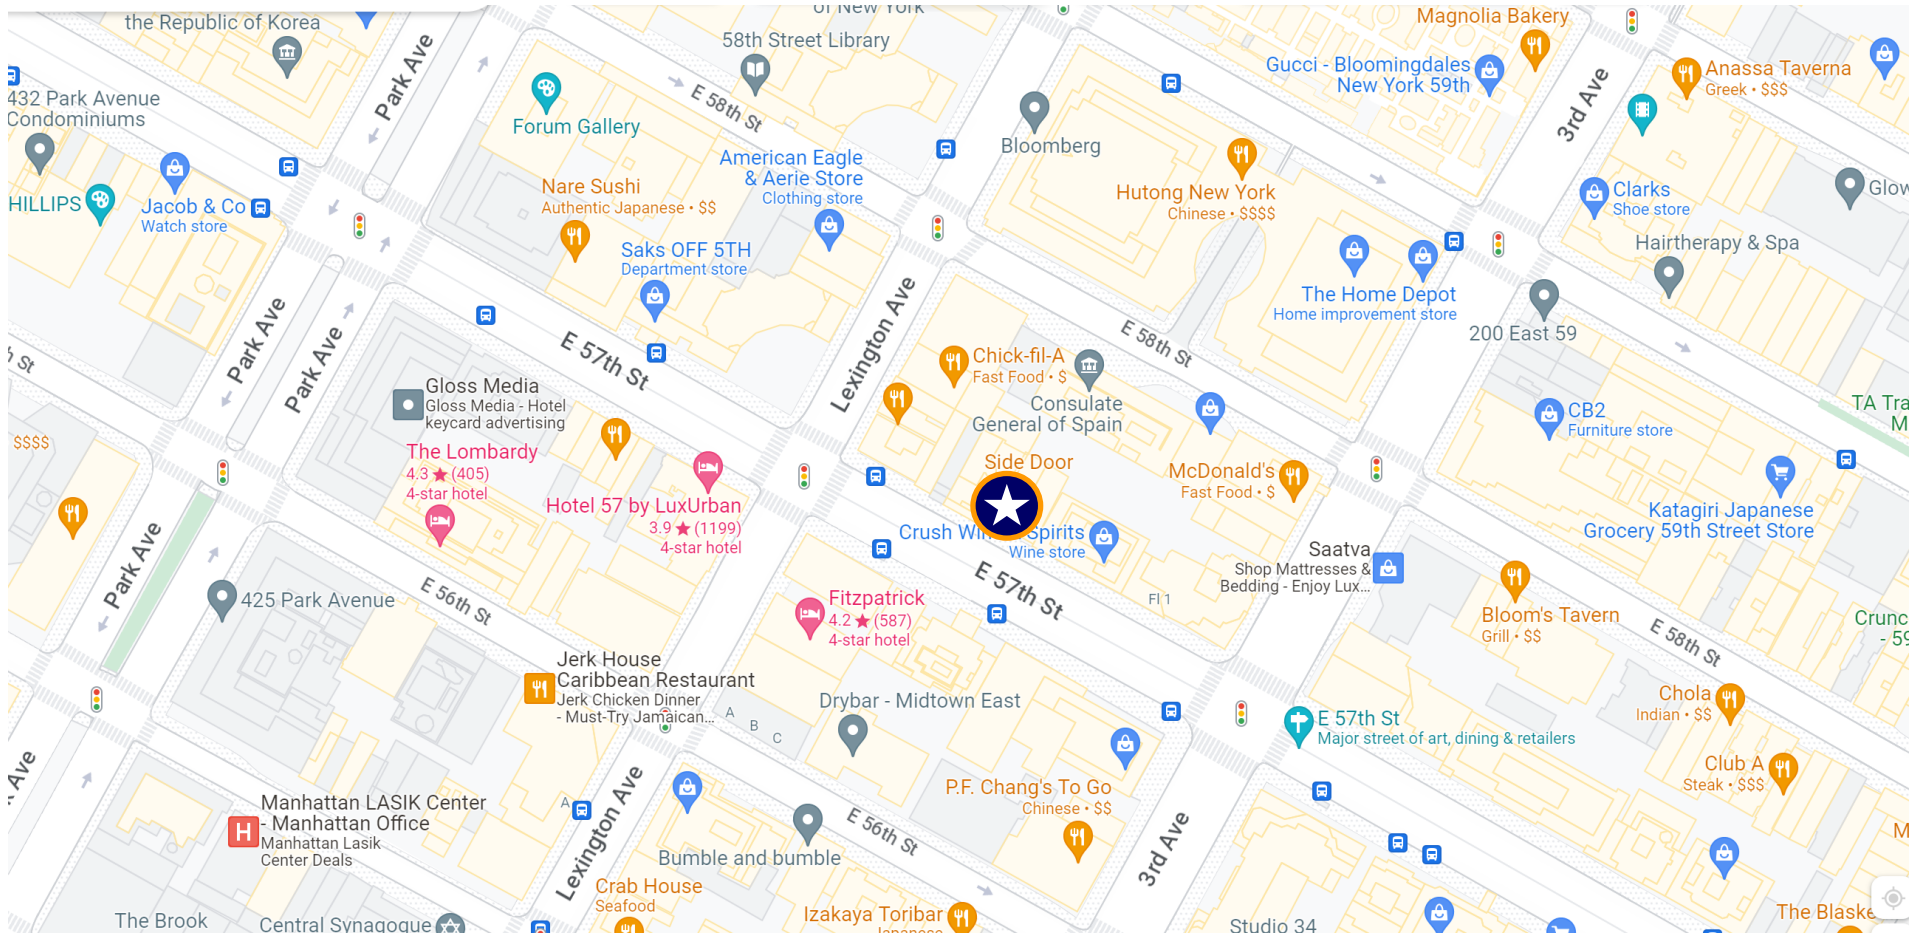 the Republic of Korea
of New York
Magnolia Bakery
58th Street Library
Park Ave
Gucci - Bloomingdales
New York 59th
Anassa Taverna
Greek • $$$
3rd Ave
432 Park Avenue
Condominiums
E 58th St
Forum Gallery
Bloomberg
American Eagle
& Aerie Store
Clothing store
Nare Sushi
Authentic Japanese • $$
Hutong New York
Chinese • $$$$
Clarks
Shoe store
Glow
HILLIPS
Jacob & Co
Watch store
Saks OFF 5TH
Department store
Hairtherapy & Spa
The Home Depot
Home improvement store
200 East 59
Park Ave
Park Ave
Lexington Ave
E 57th St
E 58th St
h St
Chick-fil-A
Fast Food • $
Gloss Media
Gloss Media - Hotel
keycard advertising
Consulate
General of Spain
CB2
Furniture store
TA Tra
M
$$$$
The Lombardy
4.3 ★ (405)
4-star hotel
Side Door
McDonald's
Fast Food • $
Hotel 57 by LuxUrban
3.9 ★ (1199)
4-star hotel
Katagiri Japanese
Grocery 59th Street Store
Crush Win Spirits
Wine store
Saatva
Shop Mattresses &
Bedding - Enjoy Lux...
Park Ave
E 56th St
E 57th St
Fl 1
425 Park Avenue
Fitzpatrick
4.2 ★ (587)
4-star hotel
Bloom's Tavern
Grill • $$
E 58th St
Crunc
- 59
Jerk House
Caribbean Restaurant
Jerk Chicken Dinner
- Must-Try Jamaican...
A
B
C
Drybar - Midtown East
Chola
Indian • $$
E 57th St
Major street of art, dining & retailers
Club A
Steak • $$$
k Ave
P.F. Chang's To Go
Chinese • $$
Manhattan LASIK Center
- Manhattan Office
Manhattan Lasik
Center Deals
H
A
Lexington Ave
E 56th St
3rd Ave
M
Bumble and bumble
Crab House
Seafood
Izakaya Toribar
Japanese
The Brook
Central Synagogue
Studio 34
The Blaske